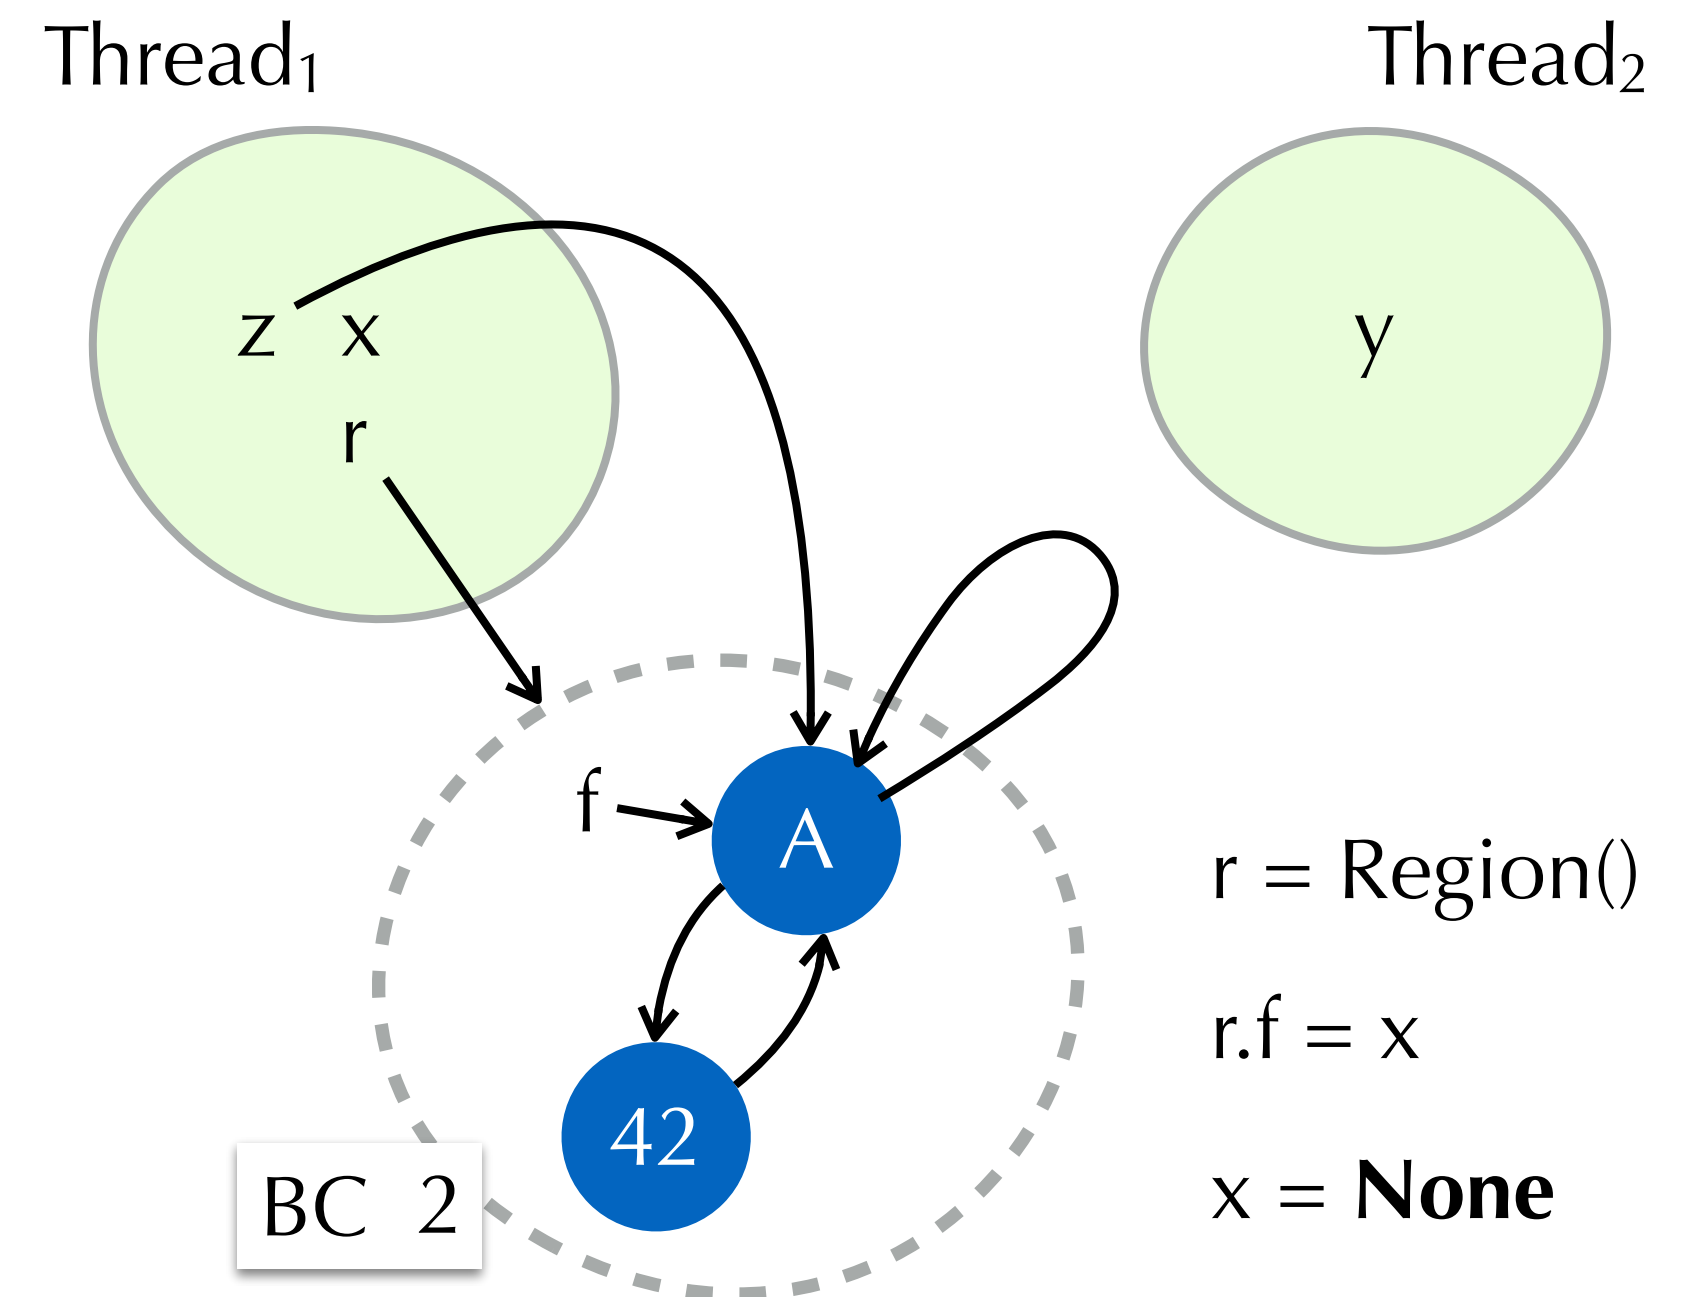 Thread₁
Thread₂
z x
y
r
f
A
r = Region()
r.f = x
42
BC 2
x = None